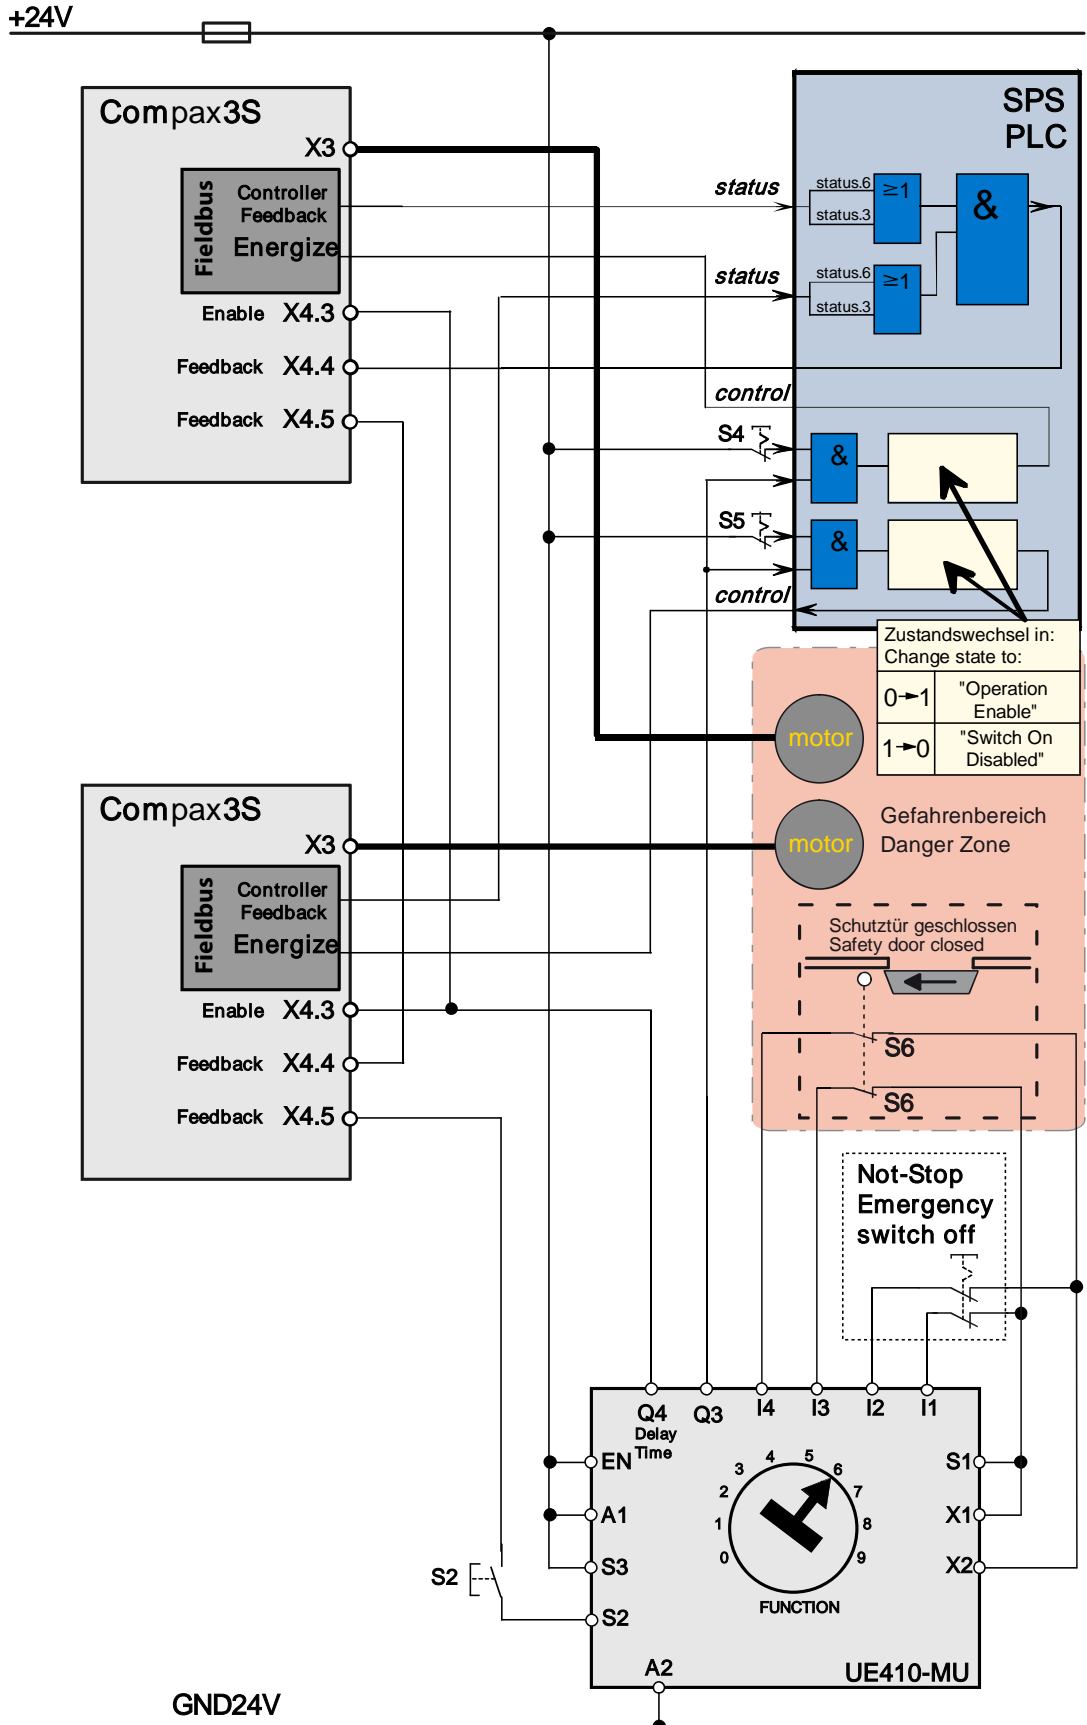 +24V
Compax3S
X3
Fieldbus
Controller
Feedback
Energize
Enable X4.3
Feedback X4.4
Feedback X4.5
SPS
PLC
status
status.6
status.3
≥1
&
status
status.6
status.3
≥1
control
S4
&
S5
&
control
Zustandswechsel in:
Change state to:
0→1 "Operation
Enable"
1→0 "Switch On
Disabled"
motor
motor
Gefahrenbereich
Danger Zone
Compax3S
X3
Fieldbus
Controller
Feedback
Energize
Enable X4.3
Feedback X4.4
Feedback X4.5
Schutztür geschlossen
Safety door closed
S6
S6
Not-Stop
Emergency
switch off
Q4 Q3 I4 I3 I2 I1
Delay
Time
EN
A1
S3
S2
S2
0 1 2 3 4 5 6 7 8 9
FUNCTION
S1
X1
X2
A2
UE410-MU
GND24V